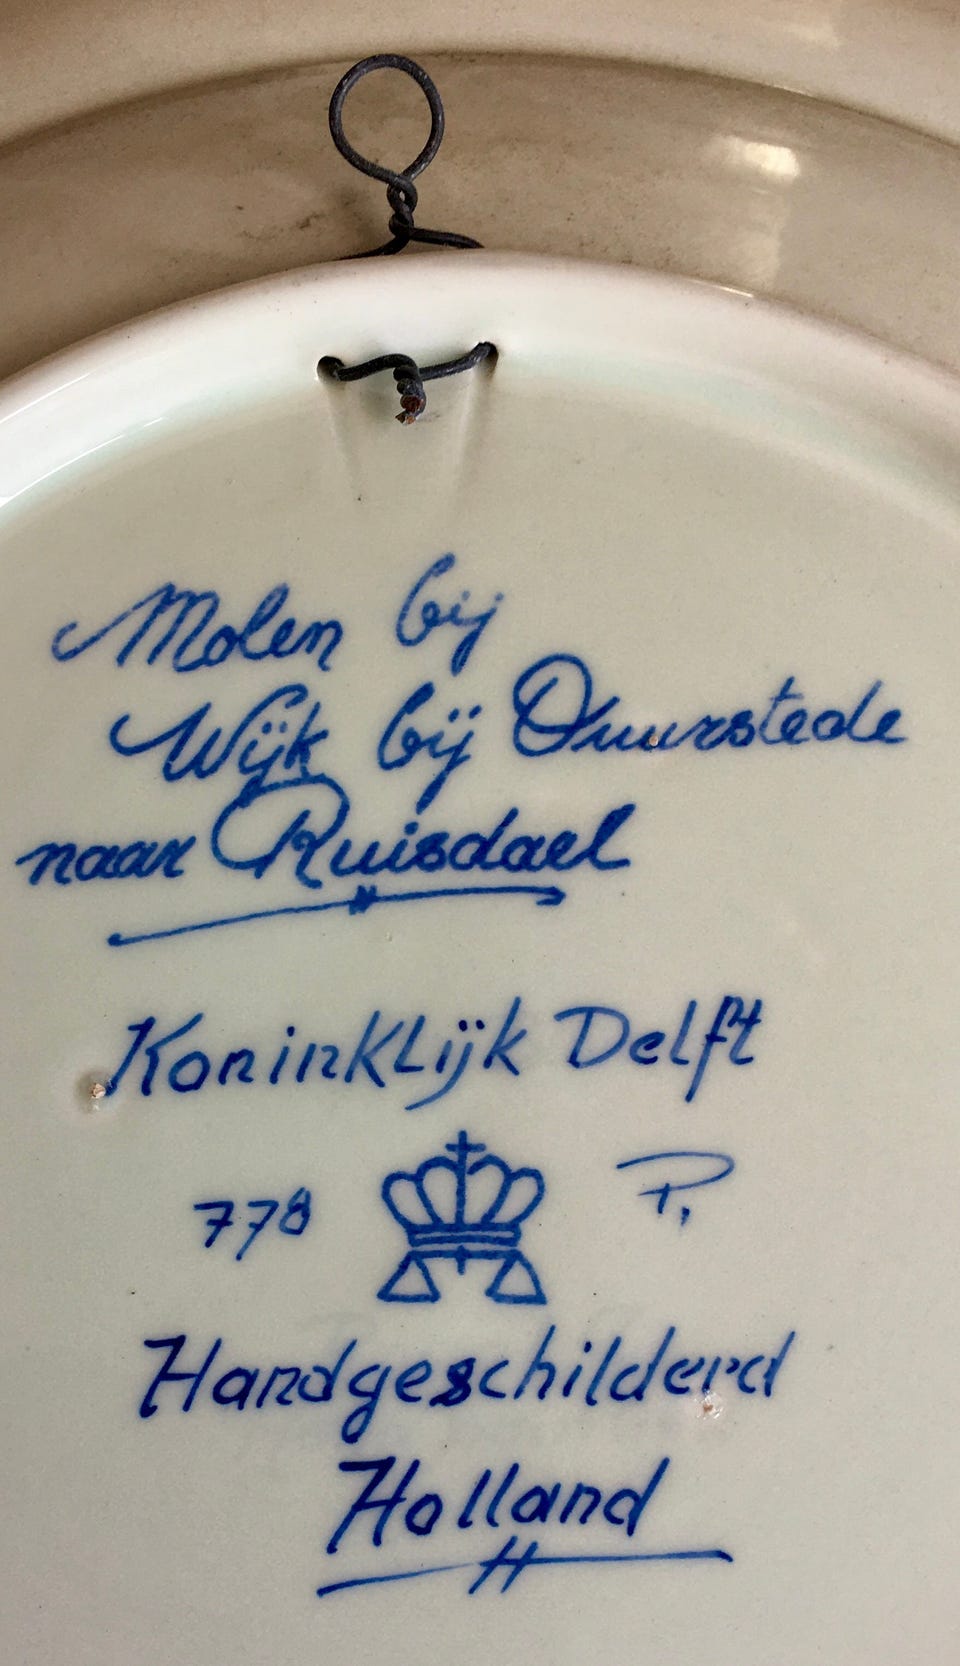 Molen bij
Wijk bij Duurstede
naar Ruisdael
Koninklijk Delft
778 P.
Handgeschilderd
Holland